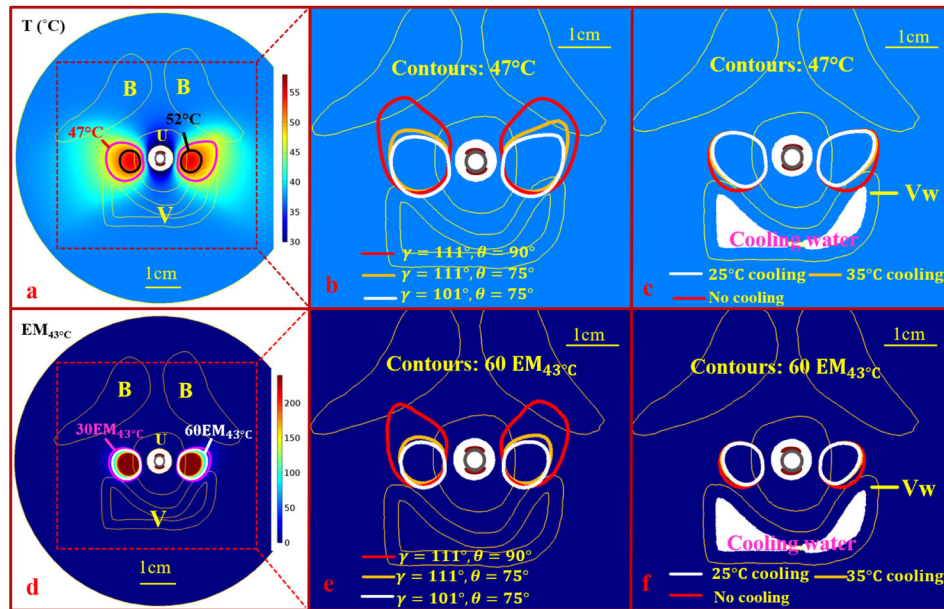 T (°C)
B
B
U
52°C
47°C
V
1cm
a
55
50
45
40
35
30
1cm
Contours: 47°C
γ = 111°, θ = 90°
γ = 111°, θ = 75°
γ = 101°, θ = 75°
b
1cm
Contours: 47°C
Vw
Cooling water
25°C cooling
35°C cooling
No cooling
c
EM43°C
B
B
U
30EM43°C
60EM43°C
V
1cm
d
200
150
100
50
0
1cm
Contours: 60 EM43°C
γ = 111°, θ = 90°
γ = 111°, θ = 75°
γ = 101°, θ = 75°
e
1cm
Contours: 60 EM43°C
Vw
Cooling water
25°C cooling
35°C cooling
No cooling
f